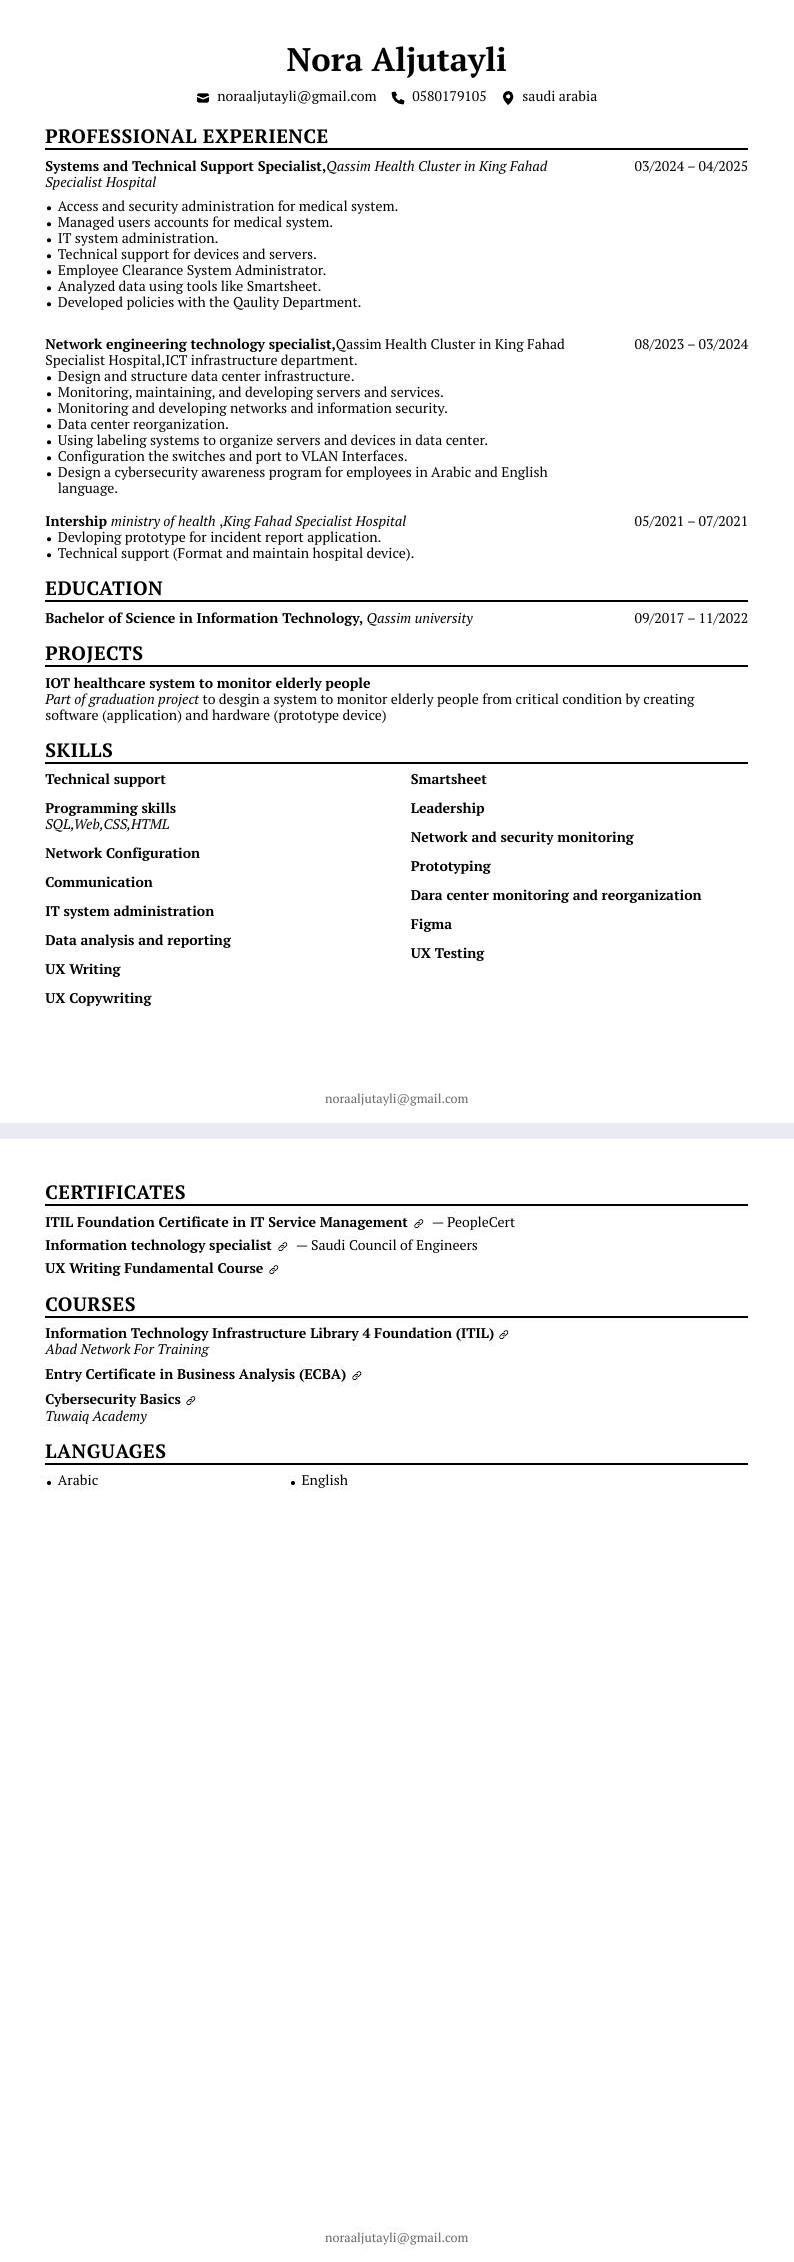 Nora Aljutayli
noraaljutayli@gmail.com 0580179105 saudi arabia
PROFESSIONAL EXPERIENCE
Systems and Technical Support Specialist,Qassim Health Cluster in King Fahad 03/2024 – 04/2025
Specialist Hospital
• Access and security administration for medical system.
• Managed users accounts for medical system.
• IT system administration.
• Technical support for devices and servers.
• Employee Clearance System Administrator.
• Analyzed data using tools like Smartsheet.
• Developed policies with the Qaulity Department.
Network engineering technology specialist,Qassim Health Cluster in King Fahad 08/2023 – 03/2024
Specialist Hospital,ICT infrastructure department.
• Design and structure data center infrastructure.
• Monitoring, maintaining, and developing servers and services.
• Monitoring and developing networks and information security.
• Data center reorganization.
• Using labeling systems to organize servers and devices in data center.
• Configuration the switches and port to VLAN Interfaces.
• Design a cybersecurity awareness program for employees in Arabic and English
language.
Intership ministry of health ,King Fahad Specialist Hospital 05/2021 – 07/2021
• Devloping prototype for incident report application.
• Technical support (Format and maintain hospital device).
EDUCATION
Bachelor of Science in Information Technology, Qassim university 09/2017 – 11/2022
PROJECTS
IOT healthcare system to monitor elderly people
Part of graduation project to desgin a system to monitor elderly people from critical condition by creating
software (application) and hardware (prototype device)
SKILLS
Technical support
Programming skills
SQL,Web,CSS,HTML
Network Configuration
Communication
IT system administration
Data analysis and reporting
UX Writing
UX Copywriting
Smartsheet
Leadership
Network and security monitoring
Prototyping
Dara center monitoring and reorganization
Figma
UX Testing
noraaljutayli@gmail.com
CERTIFICATES
ITIL Foundation Certificate in IT Service Management — PeopleCert
Information technology specialist — Saudi Council of Engineers
UX Writing Fundamental Course
COURSES
Information Technology Infrastructure Library 4 Foundation (ITIL)
Abad Network For Training
Entry Certificate in Business Analysis (ECBA)
Cybersecurity Basics
Tuwaiq Academy
LANGUAGES
• Arabic • English
noraaljutayli@gmail.com